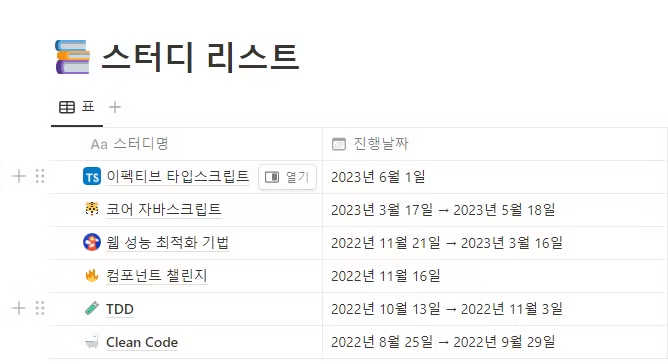 스터디 리스트
표
Aa 스터디명 진행날짜
TS 이펙티브 타입스크립트 열기 2023년 6월 1일
코어 자바스크립트 2023년 3월 17일 → 2023년 5월 18일
웹 성능 최적화 기법 2022년 11월 21일 → 2023년 3월 16일
컴포넌트 챌린지 2022년 11월 16일
TDD 2022년 10월 13일 → 2022년 11월 3일
Clean Code 2022년 8월 25일 → 2022년 9월 29일